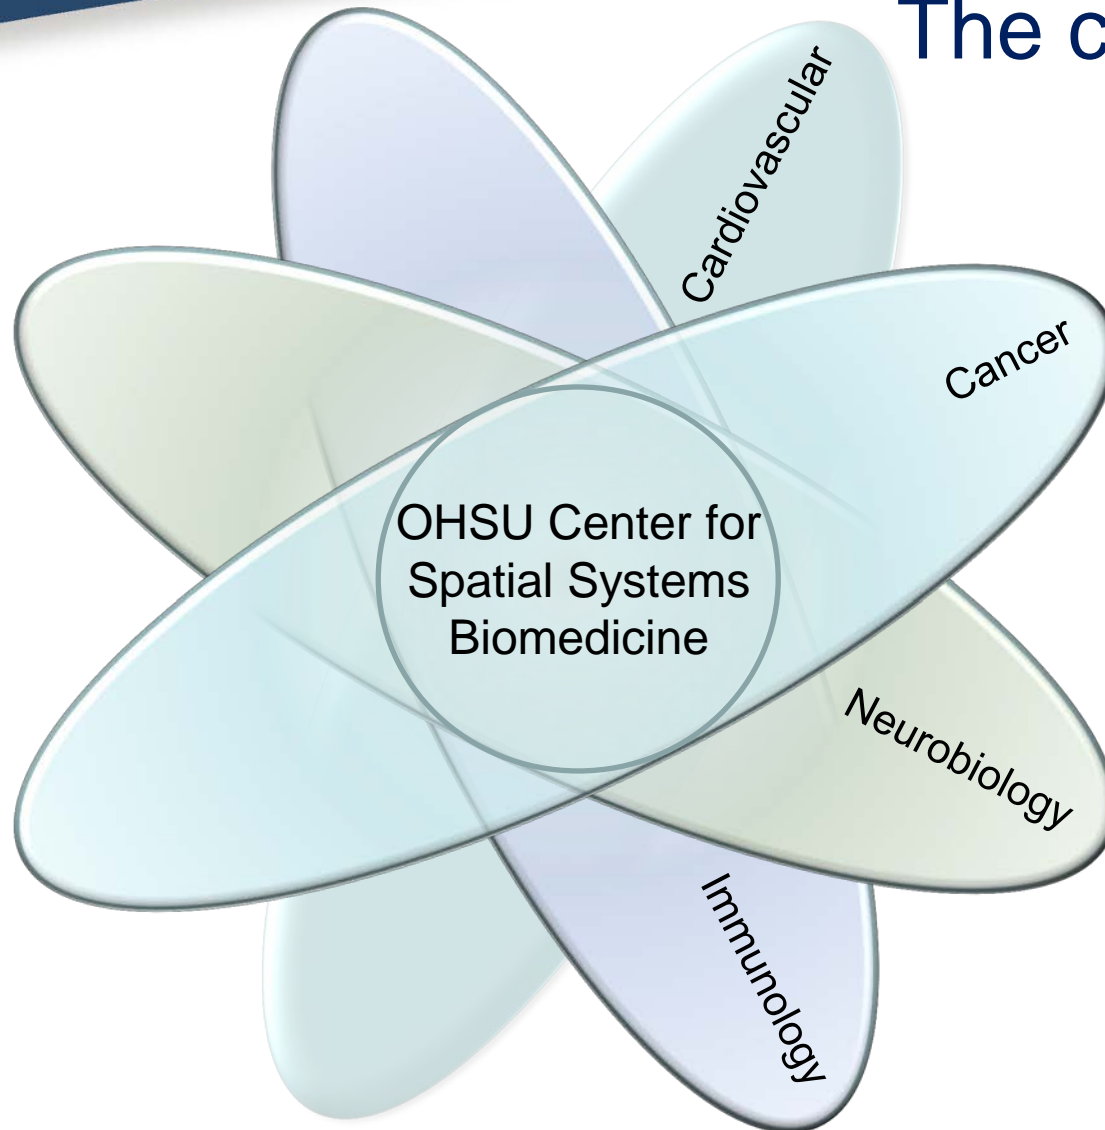 The c
Cardiovascular
Cancer
OHSU Center for
Spatial Systems
Biomedicine
Neurobiology
Immunology